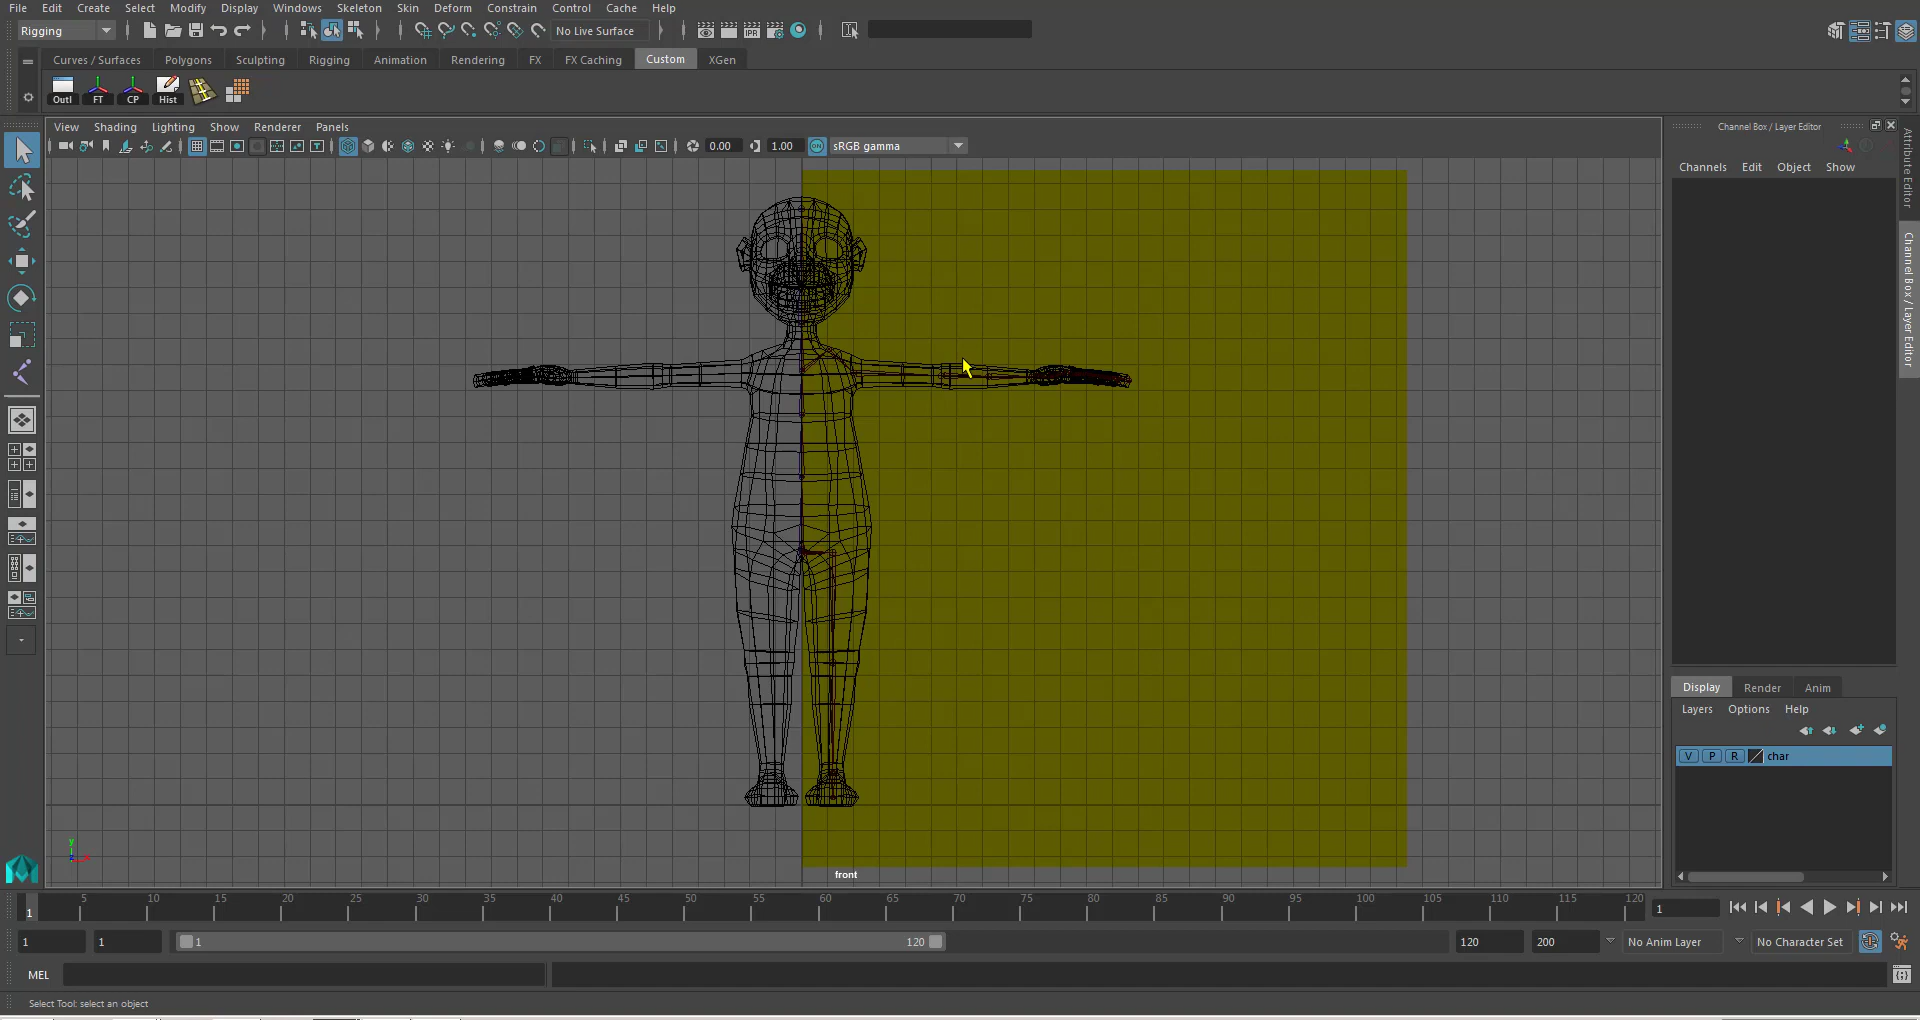 File Edit Create Select Modify Display Windows Skeleton Skin Deform Constrain Control Cache Help
Rigging No Live Surface
Curves / Surfaces Polygons Sculpting Rigging Animation Rendering FX FX Caching Custom XGen
Outl FT CP Hist
View Shading Lighting Show Renderer Panels
0.00 1.00 ON sRGB gamma
Channel Box / Layer Editor
Channels Edit Object Show
Attribute Editor
Channel Box / Layer Editor
Display Render Anim
Layers Options Help
V P R char
y
z x
front
5 10 15 20 25 30 35 40 45 50 55 60 65 70 75 80 85 90 95 100 105 110 115 120
1 1
1 1 1 120 120 200 No Anim Layer No Character Set
MEL
Select Tool: select an object